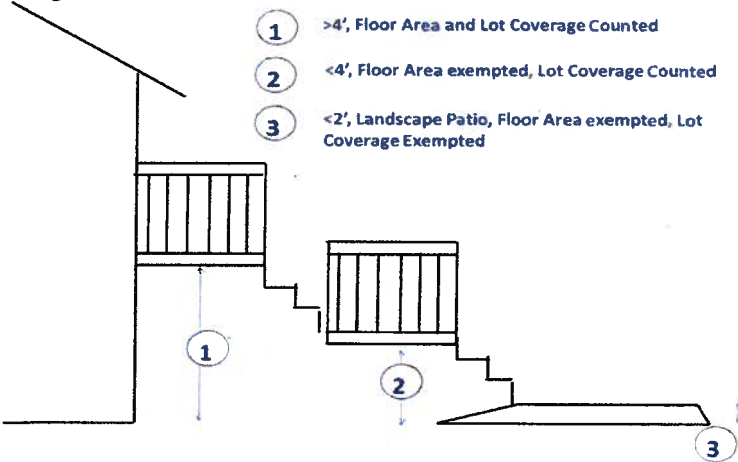 1 >4', Floor Area and Lot Coverage Counted
2 <4', Floor Area exempted, Lot Coverage Counted
3 <2', Landscape Patio, Floor Area exempted, Lot
Coverage Exempted
1
2
3